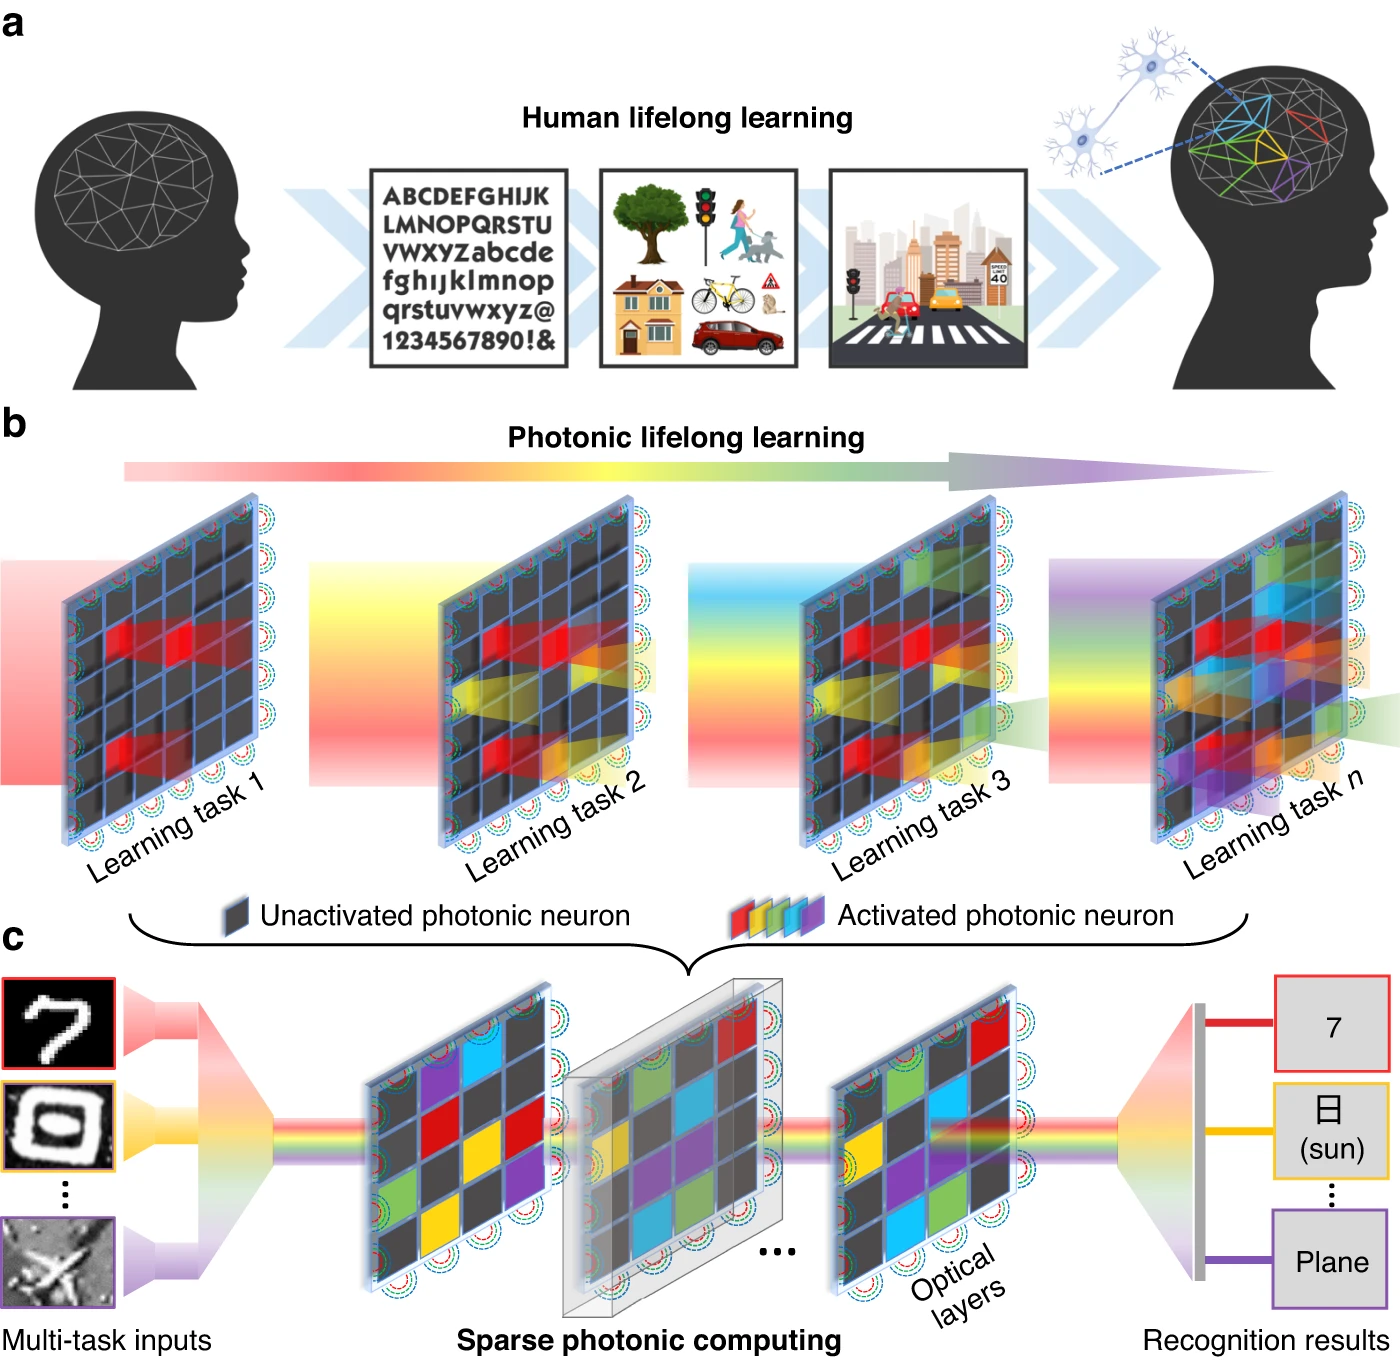 a
Human lifelong learning
ABCDEFGHIJK
LMNOPQRSTU
VWXYZabcde
fghijklmnop
qrstuvwxyz@
1234567890!&
SPEED
LIMIT
40
b
Photonic lifelong learning
Learning task 1
Learning task 2
Learning task 3
Learning task n
Unactivated photonic neuron
Activated photonic neuron
c
7
日
(sun)
Plane
Optical
layers
...
Multi-task inputs
Sparse photonic computing
Recognition results